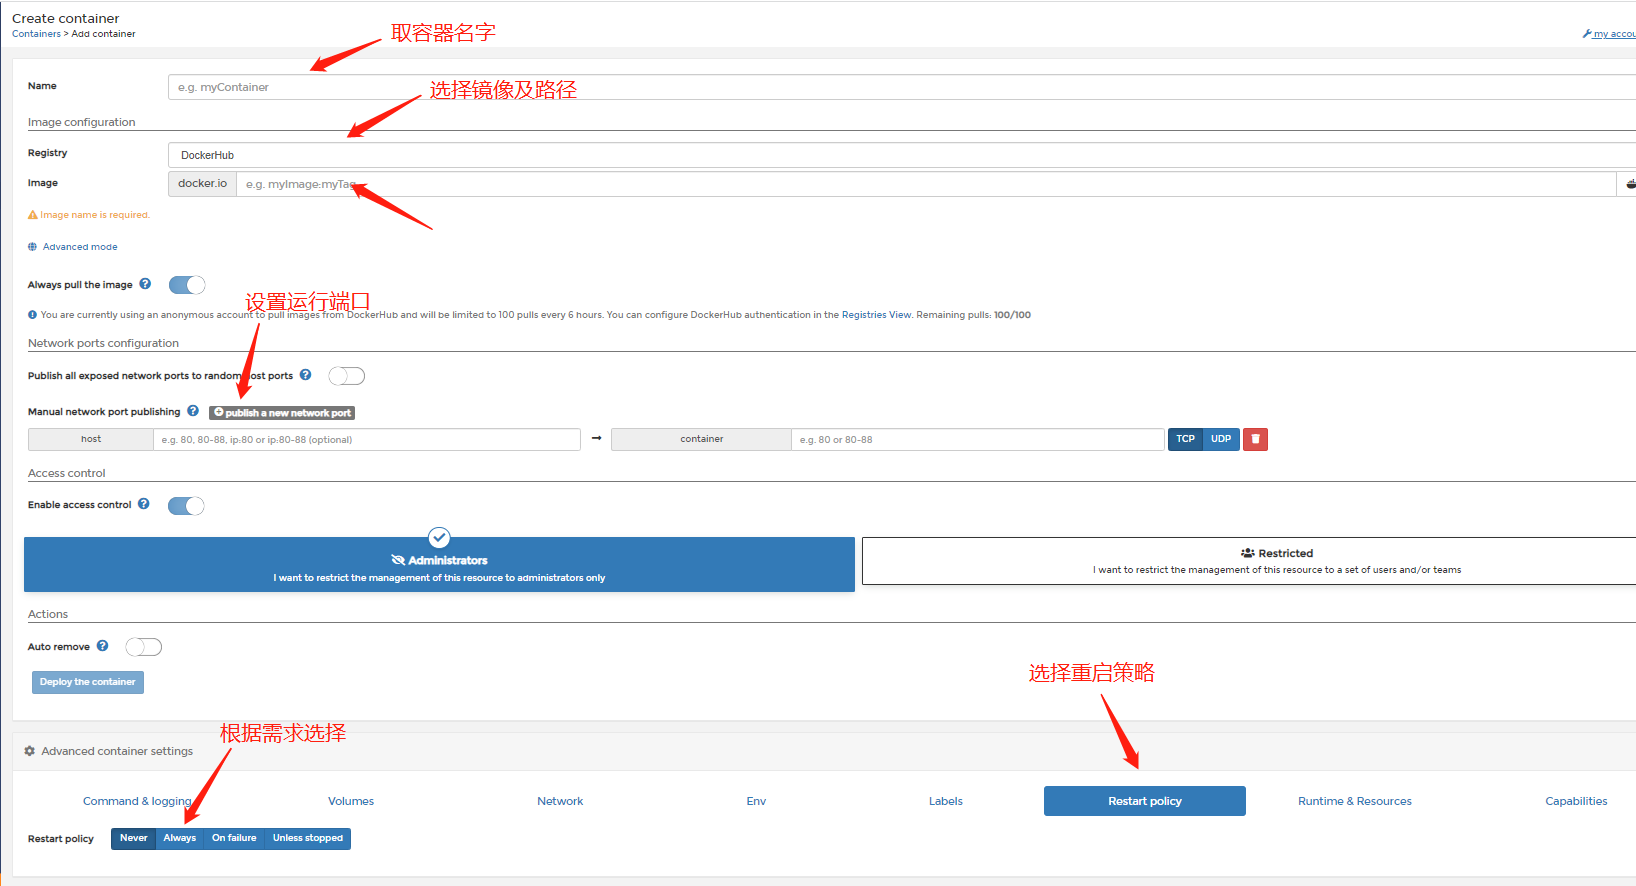 Create container
取容器名字
Containers > Add container
my accou
Name
e.g. myContainer
选择镜像及路径
Image configuration
Registry
DockerHub
Image
docker.io
e.g. myImage:myTag
Image name is required.
Advanced mode
Always pull the image
设置运行端口
You are currently using an anonymous account to pull images from DockerHub and will be limited to 100 pulls every 6 hours. You can configure DockerHub authentication in the Registries View. Remaining pulls: 100/100
Network ports configuration
Publish all exposed network ports to random host ports
Manual network port publishing
publish a new network port
host
e.g. 80, 80-88, ip:80 or ip:80-88 (optional)
container
e.g. 80 or 80-88
TCP
UDP
Access control
Enable access control
Administrators
I want to restrict the management of this resource to administrators only
Restricted
I want to restrict the management of this resource to a set of users and/or teams
Actions
Auto remove
Deploy the container
选择重启策略
根据需求选择
Advanced container settings
Command & logging
Volumes
Network
Env
Labels
Restart policy
Runtime & Resources
Capabilities
Restart policy
Never
Always
On failure
Unless stopped